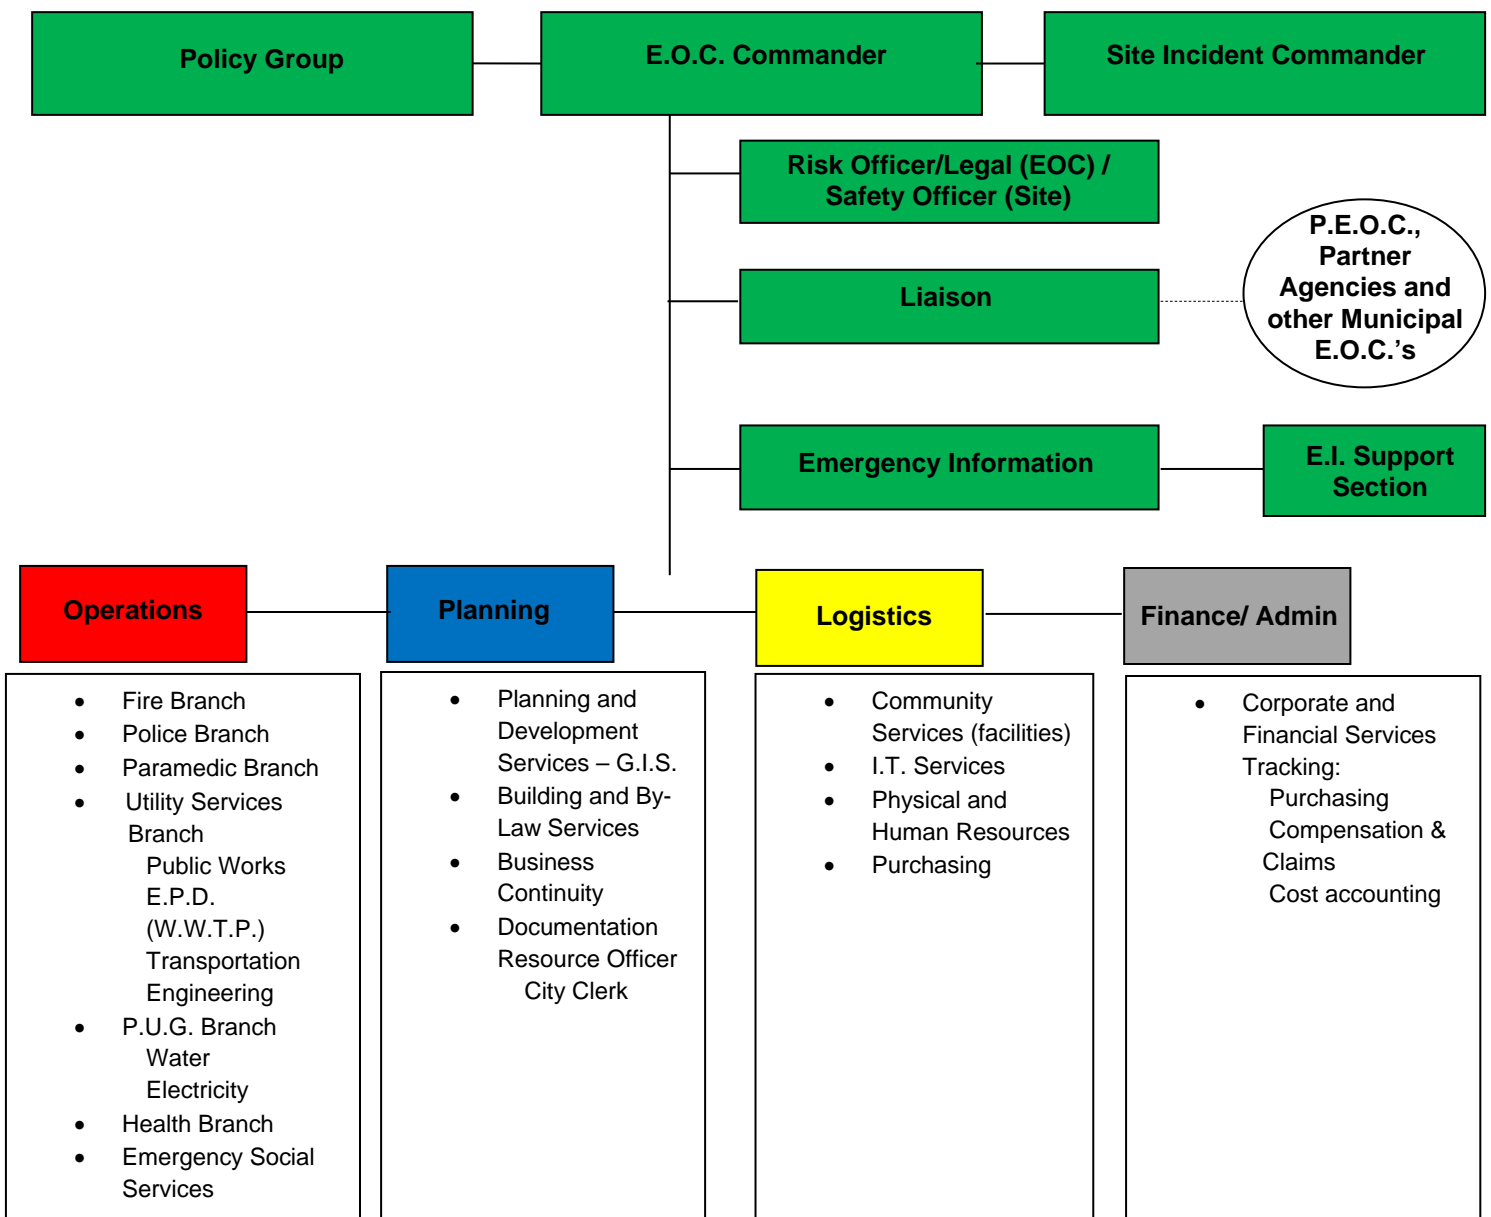 Policy Group
E.O.C. Commander
Site Incident Commander
Risk Officer/Legal (EOC) /
Safety Officer (Site)
P.E.O.C.,
Partner
Agencies and
other Municipal
E.O.C.’s
Liaison
Emergency Information
E.I. Support
Section
Operations
Planning
Logistics
Finance/ Admin
• Fire Branch
• Police Branch
• Paramedic Branch
• Utility Services
Branch
Public Works
E.P.D.
(W.W.T.P.)
Transportation
Engineering
• P.U.G. Branch
Water
Electricity
• Health Branch
• Emergency Social
Services
• Planning and
Development
Services – G.I.S.
• Building and By-
Law Services
• Business
Continuity
• Documentation
Resource Officer
City Clerk
• Community
Services (facilities)
• I.T. Services
• Physical and
Human Resources
• Purchasing
• Corporate and
Financial Services
Tracking:
Purchasing
Compensation &
Claims
Cost accounting